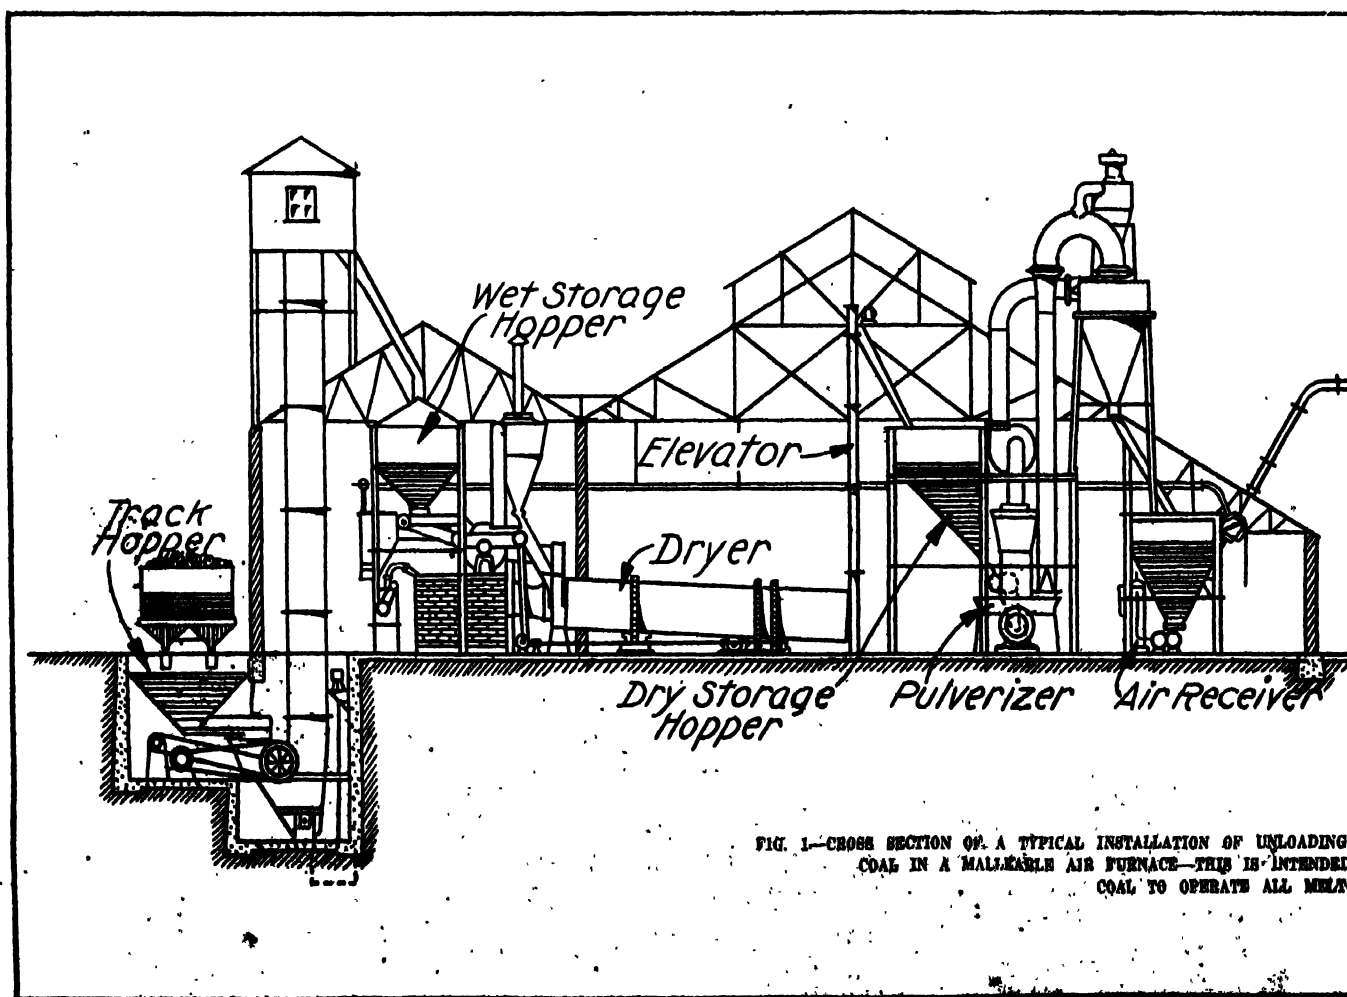 Wet Storage
Hopper
Elevator
Track
Hopper
Dryer
Dry Storage
Hopper
Pulverizer
Air Receiver
FIG. 1—CROSS SECTION OF A TYPICAL INSTALLATION OF UNLOADING
COAL IN A MALLEABLE AIR FURNACE—THIS IS INTENDED
COAL TO OPERATE ALL MELT